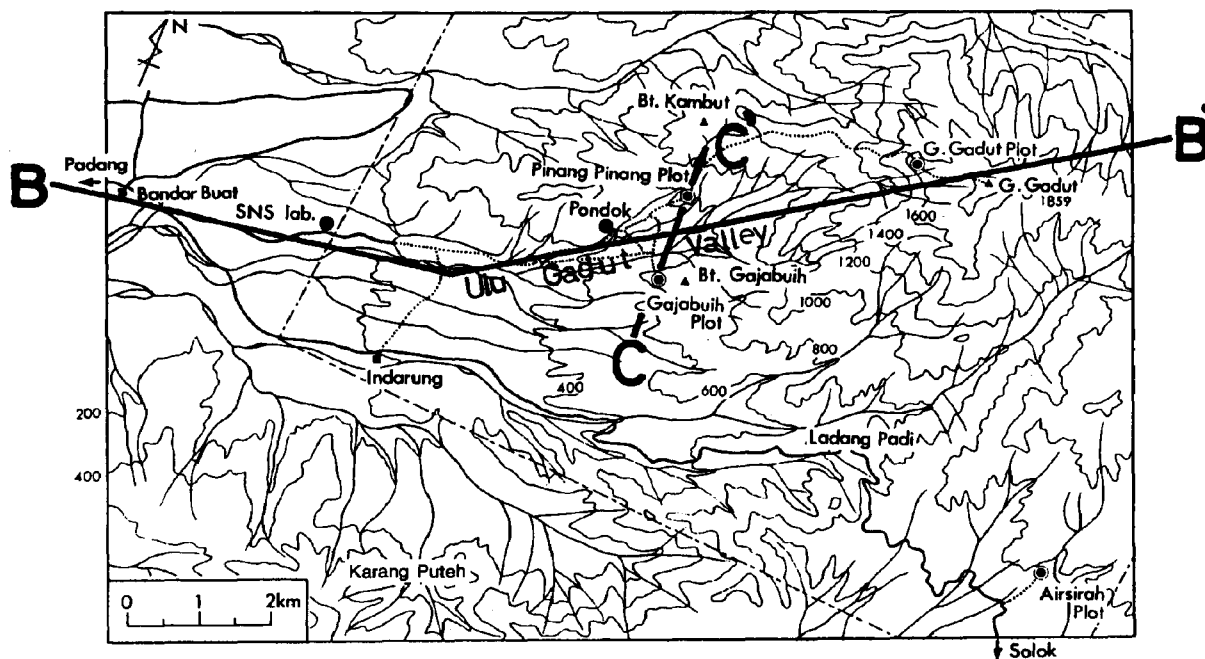 N
Bt. Kambut
C'
B'
G. Gadut Plot
Padang
B
Bandar Buat
Pinang Pinang Plot
G. Gadut
1859
SNS lab.
Pondok
1600
1400
Valley
1200
Ulu Gadut
Bt. Gajabuih
Gajabuih
Plot
1000
C
800
Indarung
400
600
200
Ladang Padi
400
Karang Puteh
0 1 2km
Airsirah
Plot
Solok